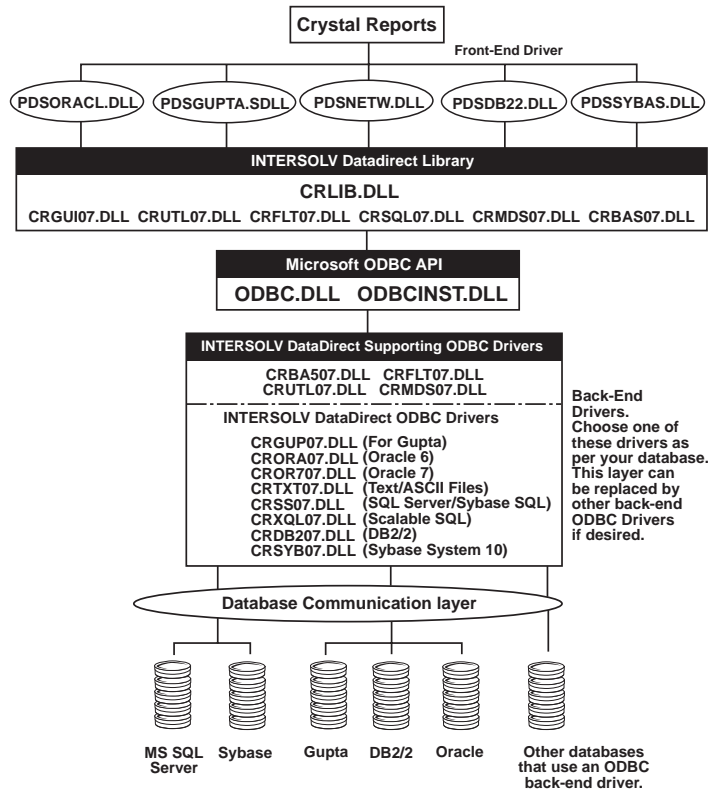 Crystal Reports
Front-End Driver
PDSORACL.DLL PDSGUPTA.SDLL PDSNETW.DLL PDSDB22.DLL PDSSYBAS.DLL
INTERSOLV Datadirect Library
CRLIB.DLL
CRGUI07.DLL CRUTL07.DLL CRFLT07.DLL CRSQL07.DLL CRMDS07.DLL CRBAS07.DLL
Microsoft ODBC API
ODBC.DLL ODBCINST.DLL
INTERSOLV DataDirect Supporting ODBC Drivers
CRBA507.DLL CRFLT07.DLL
CRUTL07.DLL CRMDS07.DLL
INTERSOLV DataDirect ODBC Drivers
CRGUP07.DLL (For Gupta)
CRORA07.DLL (Oracle 6)
CROR707.DLL (Oracle 7)
CRTXT07.DLL (Text/ASCII Files)
CRSS07.DLL (SQL Server/Sybase SQL)
CRXQL07.DLL (Scalable SQL)
CRDB207.DLL (DB2/2)
CRSYB07.DLL (Sybase System 10)
Back-End
Drivers.
Choose one of
these drivers as
per your database.
This layer can
be replaced by
other back-end
ODBC Drivers
if desired.
Database Communication layer
MS SQL
Server
Sybase
Gupta
DB2/2
Oracle
Other databases
that use an ODBC
back-end driver.